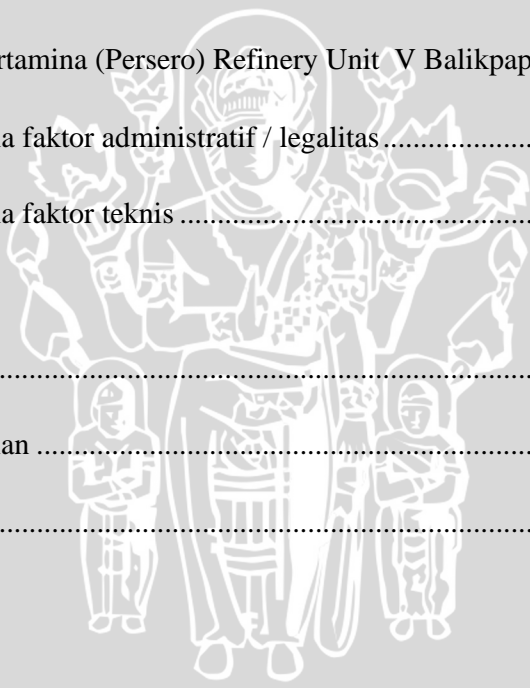 rtamina (Persero) Refinery Unit V Balikpap
a faktor administratif / legalitas..................
a faktor teknis ................................................
........................................................................
an ...................................................................
........................................................................